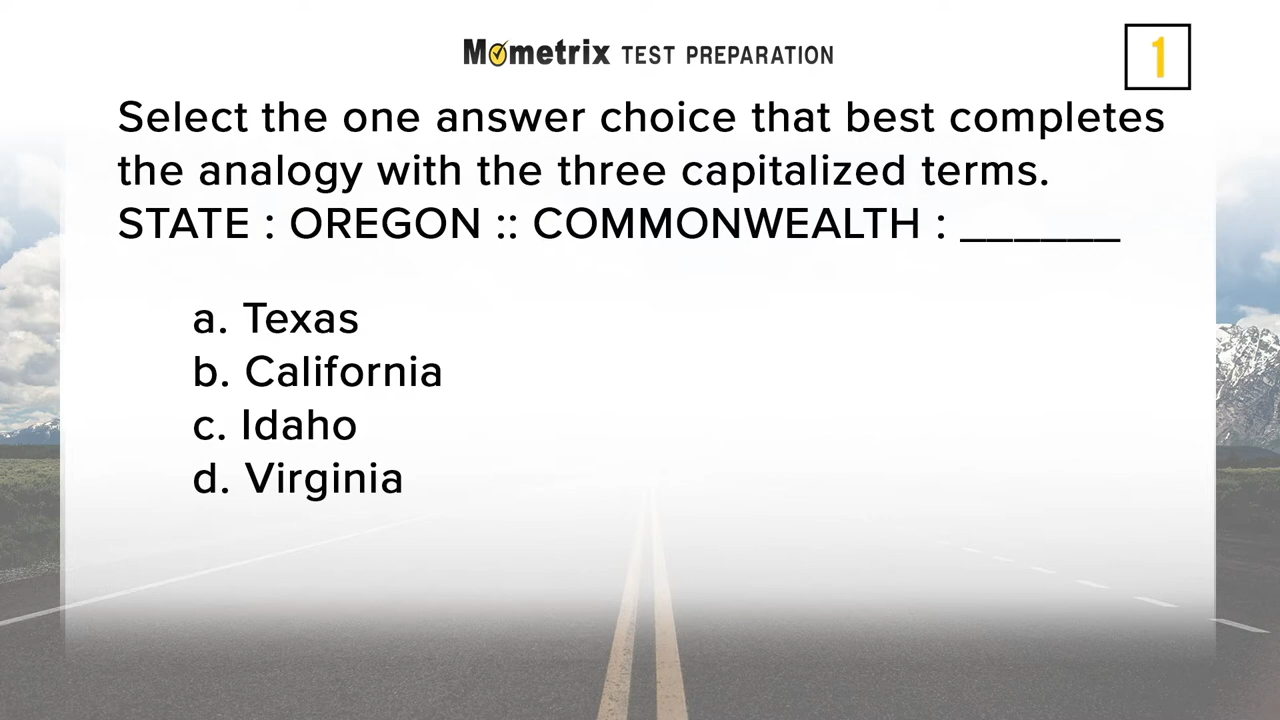 Mometrix TEST PREPARATION
1
Select the one answer choice that best completes
the analogy with the three capitalized terms.
STATE : OREGON :: COMMONWEALTH : ______
a. Texas
b. California
c. Idaho
d. Virginia